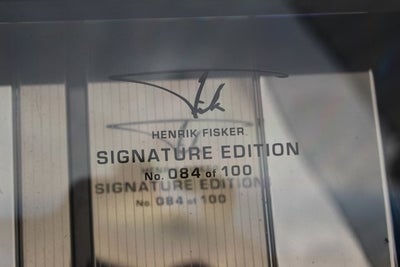 HENRIK FISKER
SIGNATURE EDITION
No. 084 of 100
SIGNATURE EDITION
No. 084 of 100